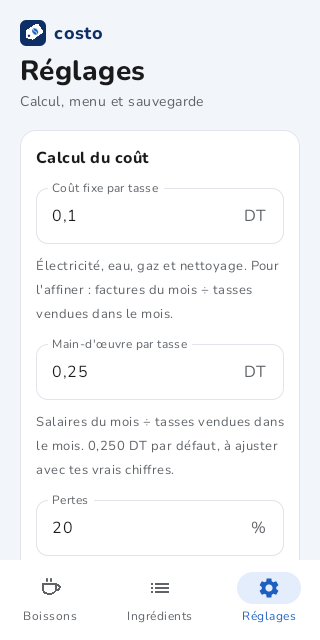 costo
Réglages
Calcul, menu et sauvegarde
Calcul du coût
Coût fixe par tasse
0,1 DT
Électricité, eau, gaz et nettoyage. Pour
l'affiner : factures du mois ÷ tasses
vendues dans le mois.
Main-d'œuvre par tasse
0,25 DT
Salaires du mois ÷ tasses vendues dans
le mois. 0,250 DT par défaut, à ajuster
avec tes vrais chiffres.
Pertes
20 %
Boissons Ingrédients Réglages